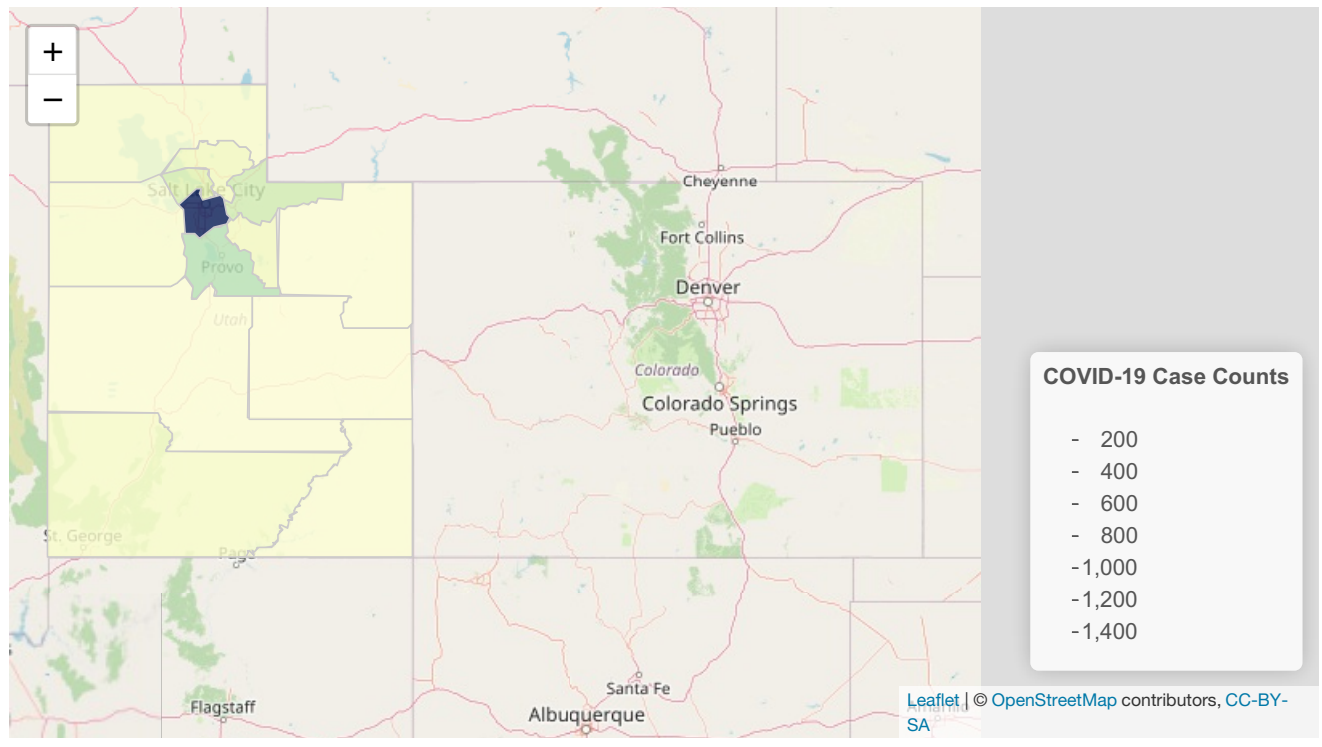 +
−
Salt Lake City
Provo
Utah
St. George
Page
Cheyenne
Fort Collins
Denver
Colorado
Colorado Springs
Pueblo
Flagstaff
Santa Fe
Albuquerque
Amarillo
COVID-19 Case Counts
- 200
- 400
- 600
- 800
-1,000
-1,200
-1,400
Leaflet | © OpenStreetMap contributors, CC-BY-
SA